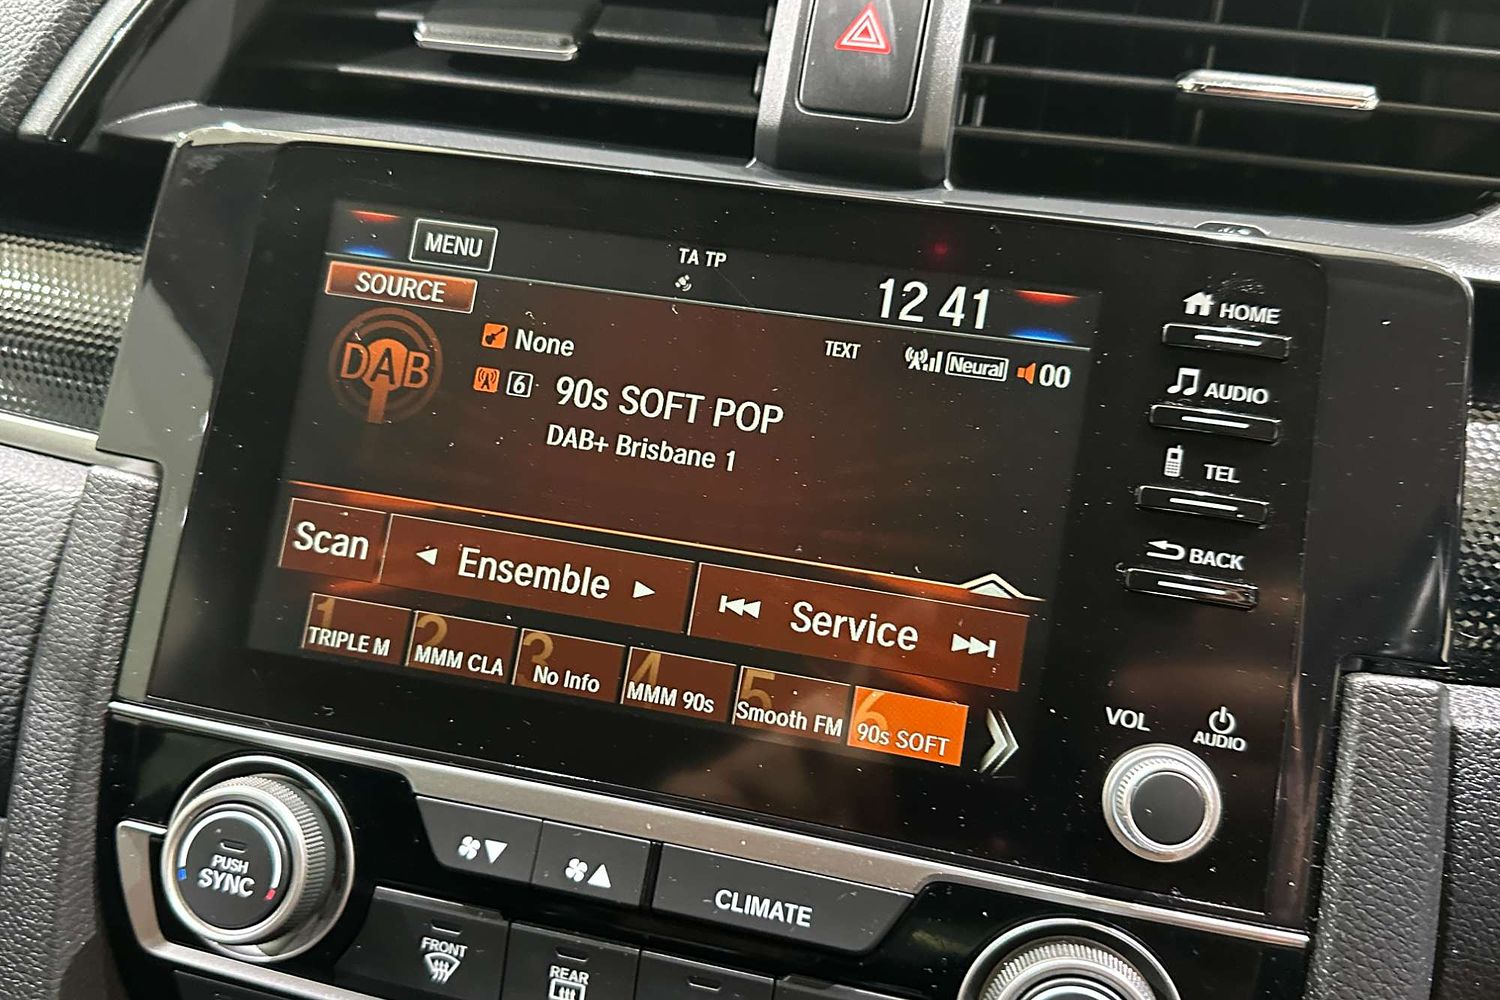 MENU
TA TP
12 41
SOURCE
DAB
None
TEXT
Neural
00
6
90s SOFT POP
DAB+ Brisbane 1
Scan
Ensemble
Service
1
TRIPLE M
2
MMM CLA
3
No Info
4
MMM 90s
5
Smooth FM
6
90s SOFT
HOME
AUDIO
TEL
BACK
VOL
AUDIO
PUSH
SYNC
CLIMATE
FRONT
REAR